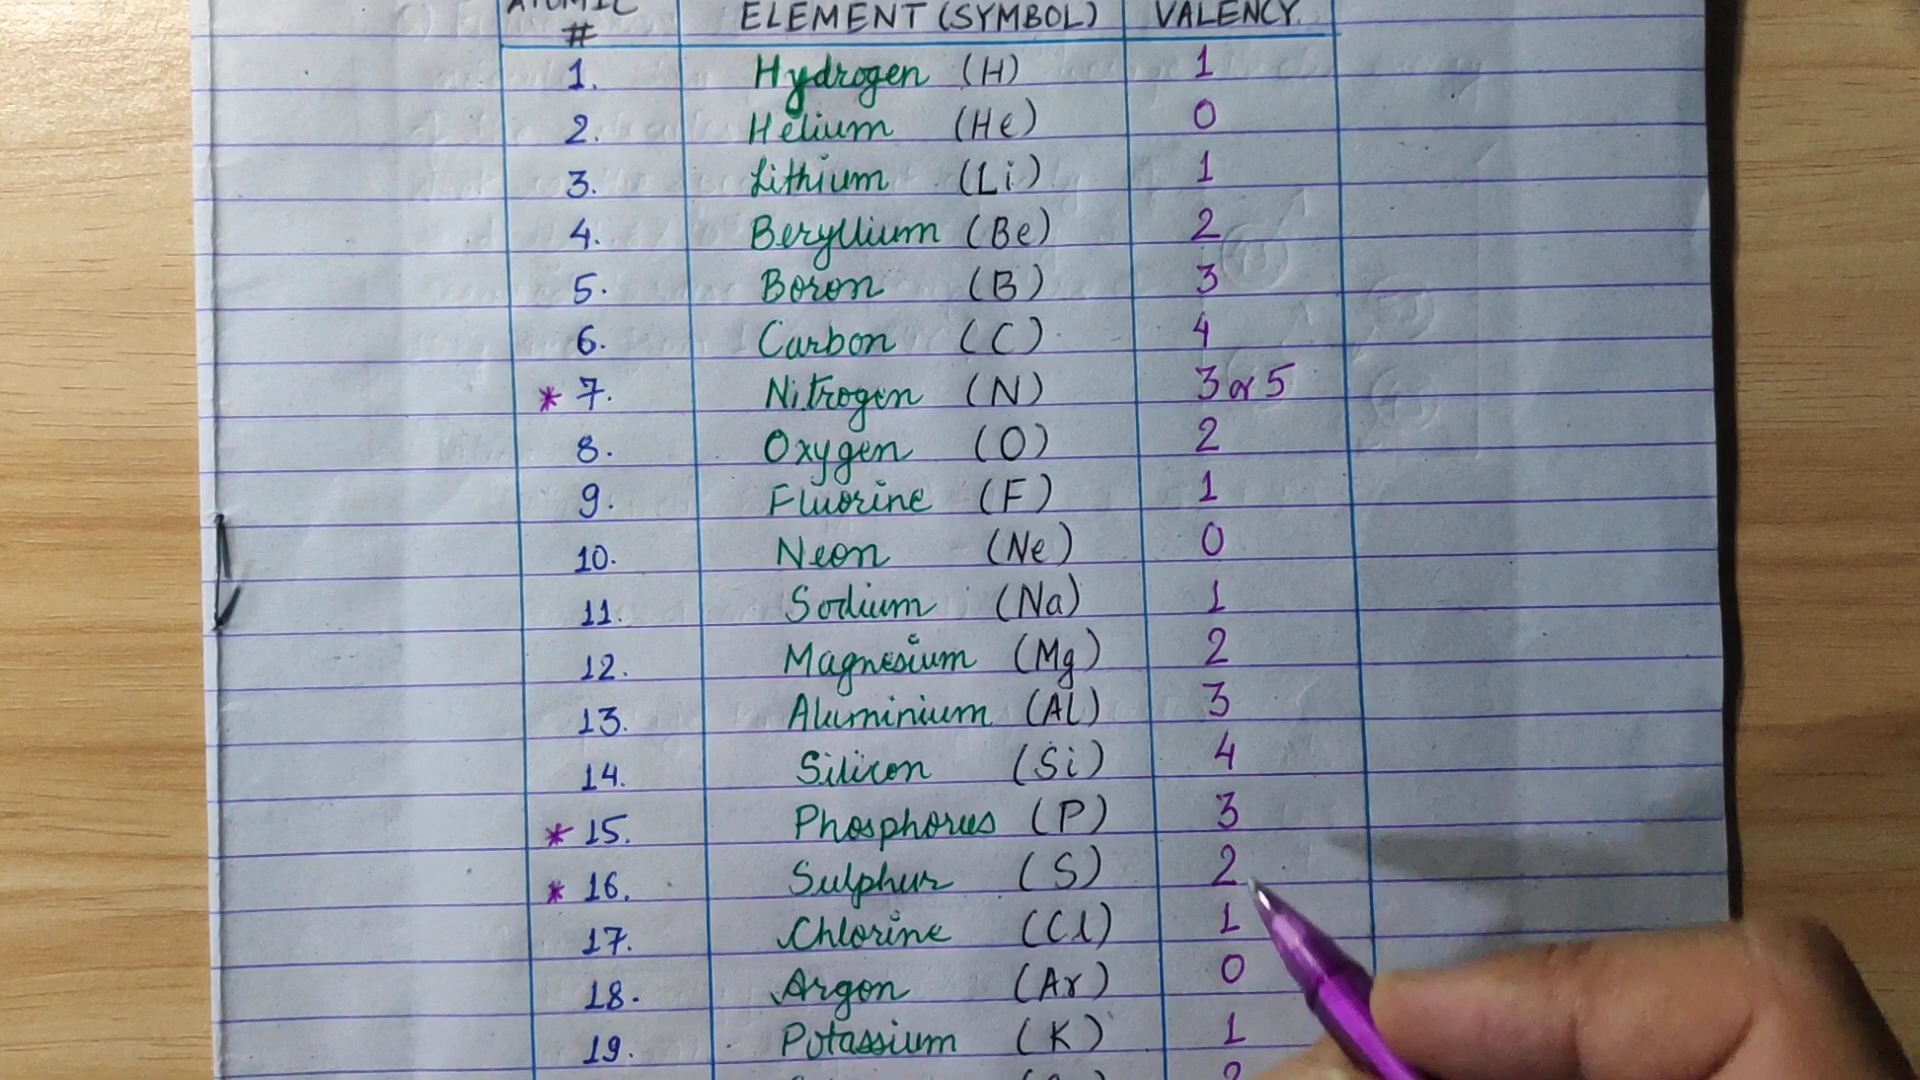 ATOMIC # ELEMENT (SYMBOL) VALENCY
1. Hydrogen (H) 1
2. Helium (He) 0
3. Lithium (Li) 1
4. Beryllium (Be) 2
5. Boron (B) 3
6. Carbon (C) 4
* 7. Nitrogen (N) 3 or 5
8. Oxygen (O) 2
9. Fluorine (F) 1
10. Neon (Ne) 0
11. Sodium (Na) 1
12. Magnesium (Mg) 2
13. Aluminium (Al) 3
14. Silicon (Si) 4
* 15. Phosphorus (P) 3
* 16. Sulphur (S) 2
17. Chlorine (Cl) 1
18. Argon (Ar) 0
19. Potassium (K) 1